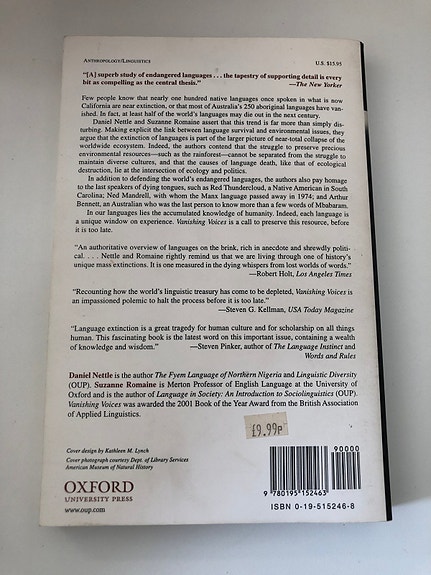 ANTHROPOLOGY/LINGUISTICS U.S. $15.95
"[A] superb study of endangered languages . . . the tapestry of supporting detail is every
bit as compelling as the central thesis." —The New Yorker
Few people know that nearly one hundred native languages once spoken in what is now
California are near extinction, or that most of Australia's 250 aboriginal languages have van-
ished. In fact, at least half of the world's languages may die out in the next century.
Daniel Nettle and Suzanne Romaine assert that this trend is far more than simply dis-
turbing. Making explicit the link between language survival and environmental issues, they
argue that the extinction of languages is part of the larger picture of near-total collapse of the
worldwide ecosystem. Indeed, the authors contend that the struggle to preserve precious
environmental resources—such as the rainforest—cannot be separated from the struggle to
maintain diverse cultures, and that the causes of language death, like that of ecological
destruction, lie at the intersection of ecology and politics.
In addition to defending the world's endangered languages, the authors also pay homage
to the last speakers of dying tongues, such as Red Thundercloud, a Native American in South
Carolina; Ned Mandrell, with whom the Manx language passed away in 1974; and Arthur
Bennett, an Australian who was the last person to know more than a few words of Mbabaram.
In our languages lies the accumulated knowledge of humanity. Indeed, each language is
a unique window on experience. Vanishing Voices is a call to preserve this resource, before
it is too late.
"An authoritative overview of languages on the brink, rich in anecdote and shrewdly politi-
cal. . . . Nettle and Romaine rightly remind us that we are living through one of history's
unique mass extinctions. It is one measured in the dying whispers from lost worlds of words."
—Robert Holt, Los Angeles Times
"Recounting how the world's linguistic treasury has come to be depleted, Vanishing Voices is
an impassioned polemic to halt the process before it is too late."
—Steven G. Kellman, USA Today Magazine
"Language extinction is a great tragedy for human culture and for scholarship on all things
human. This fascinating book is the latest word on this important issue, containing a wealth
of knowledge and wisdom." —Steven Pinker, author of The Language Instinct and
Words and Rules
Daniel Nettle is the author The Fyem Language of Northern Nigeria and Linguistic Diversity
(OUP). Suzanne Romaine is Merton Professor of English Language at the University of
Oxford and is the author of Language in Society: An Introduction to Sociolinguistics (OUP).
Vanishing Voices was awarded the 2001 Book of the Year Award from the British Association
of Applied Linguistics.
£9.99
Cover design by Kathleen M. Lynch
Cover photograph courtesy Dept. of Library Services
American Museum of Natural History
OXFORD
UNIVERSITY PRESS
www.oup.com
90000
9 780195 152463
ISBN 0-19-515246-8